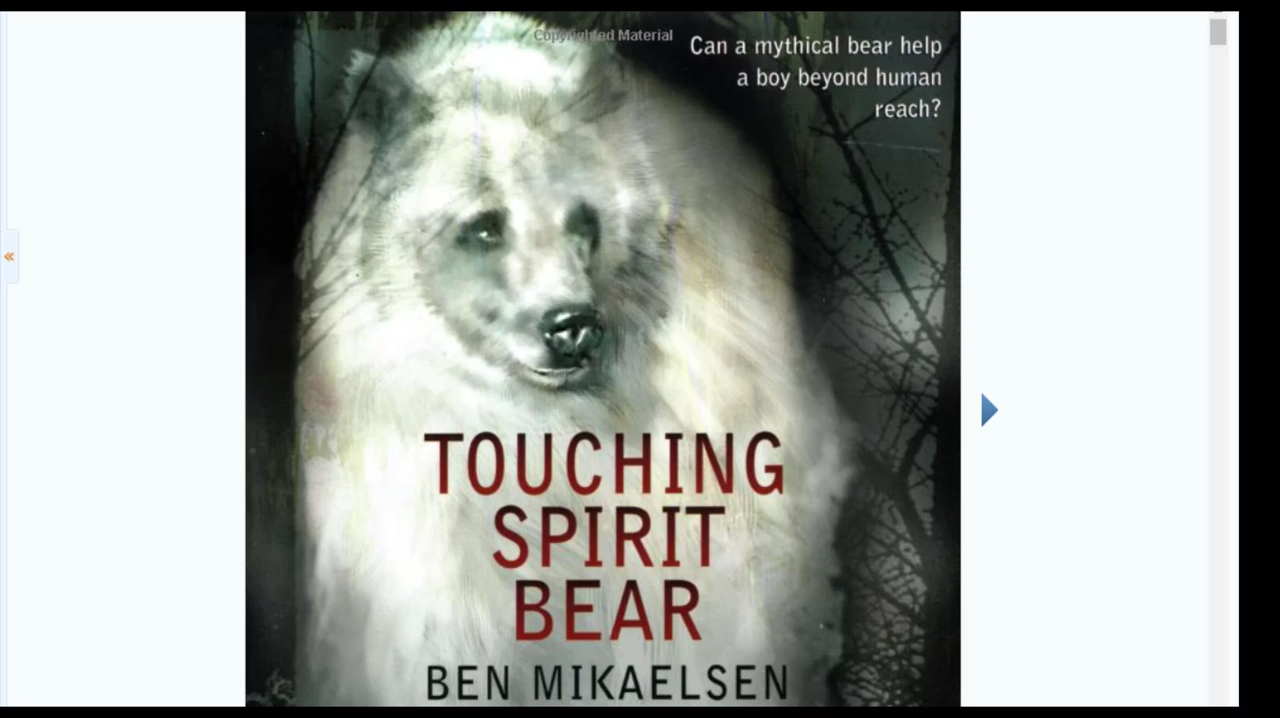 Copyrighted Material
Can a mythical bear help
a boy beyond human
reach?
TOUCHING
SPIRIT
BEAR
BEN MIKAELSEN